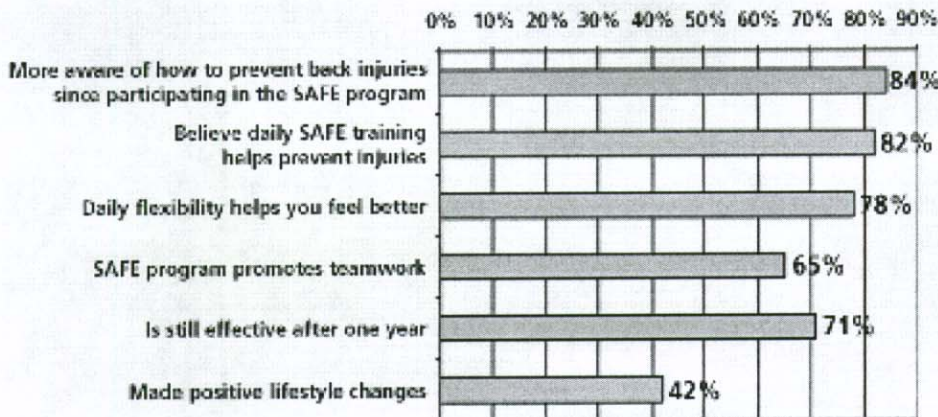 0% 10% 20% 30% 40% 50% 60% 70% 80% 90%
More aware of how to prevent back injuries
since participating in the SAFE program
84%
Believe daily SAFE training
helps prevent injuries
82%
Daily flexibility helps you feel better
78%
SAFE program promotes teamwork
65%
Is still effective after one year
71%
Made positive lifestyle changes
42%